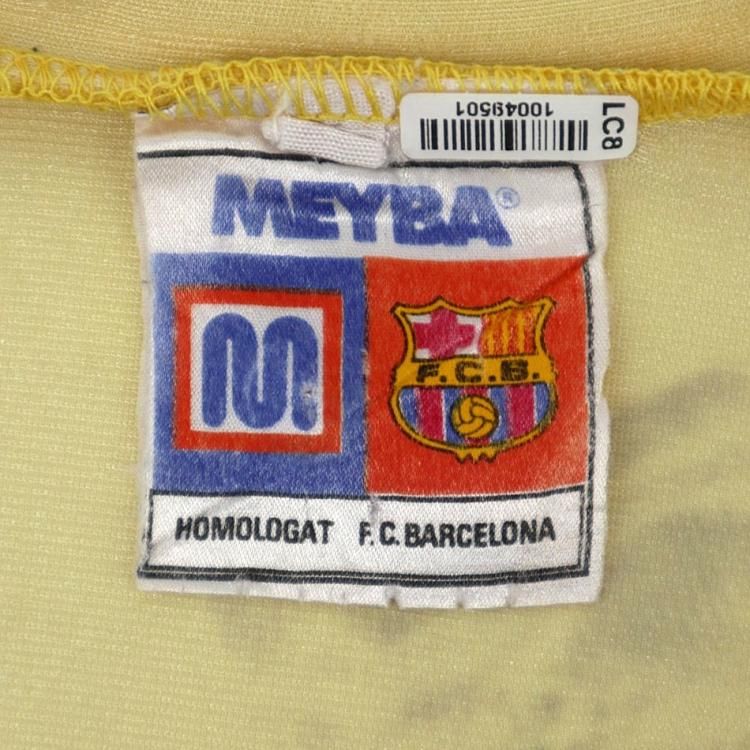 LC8
10049501
MEYBA®
M
F.C.B.
HOMOLOGAT F.C. BARCELONA